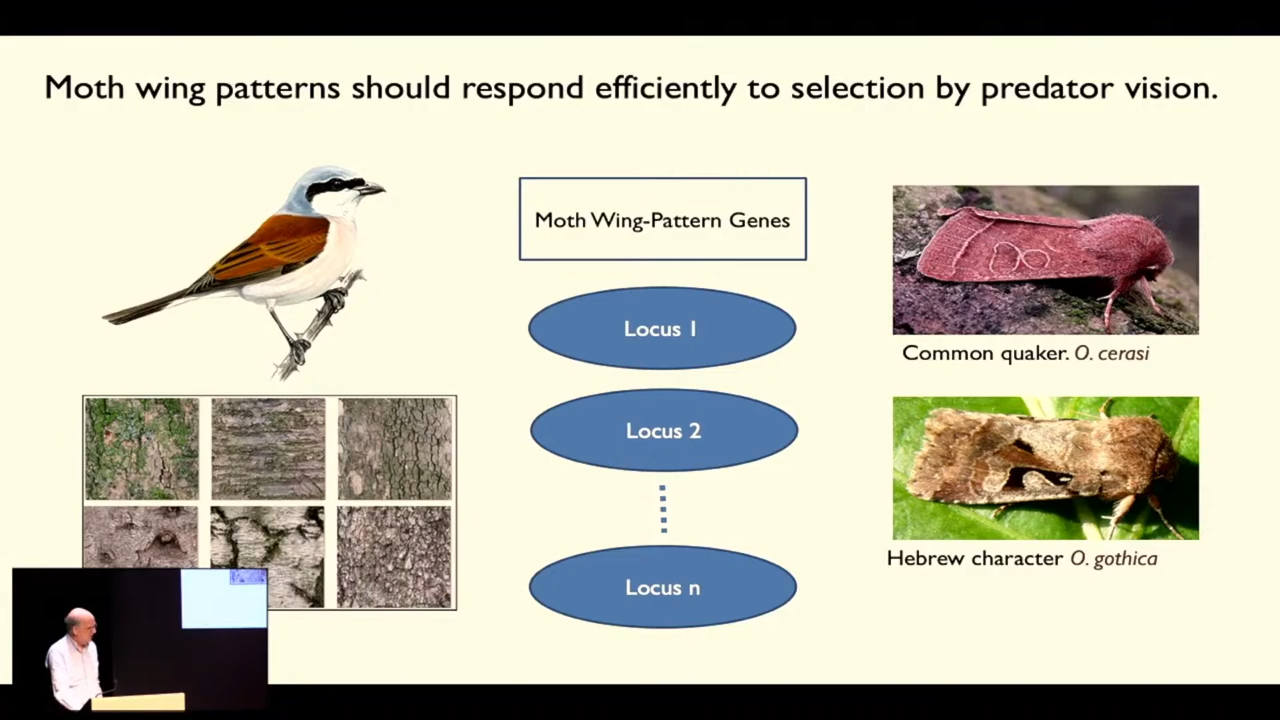 Moth wing patterns should respond efficiently to selection by predator vision.
Moth Wing-Pattern Genes
Locus 1
Locus 2
Locus n
Common quaker. O. cerasi
Hebrew character O. gothica